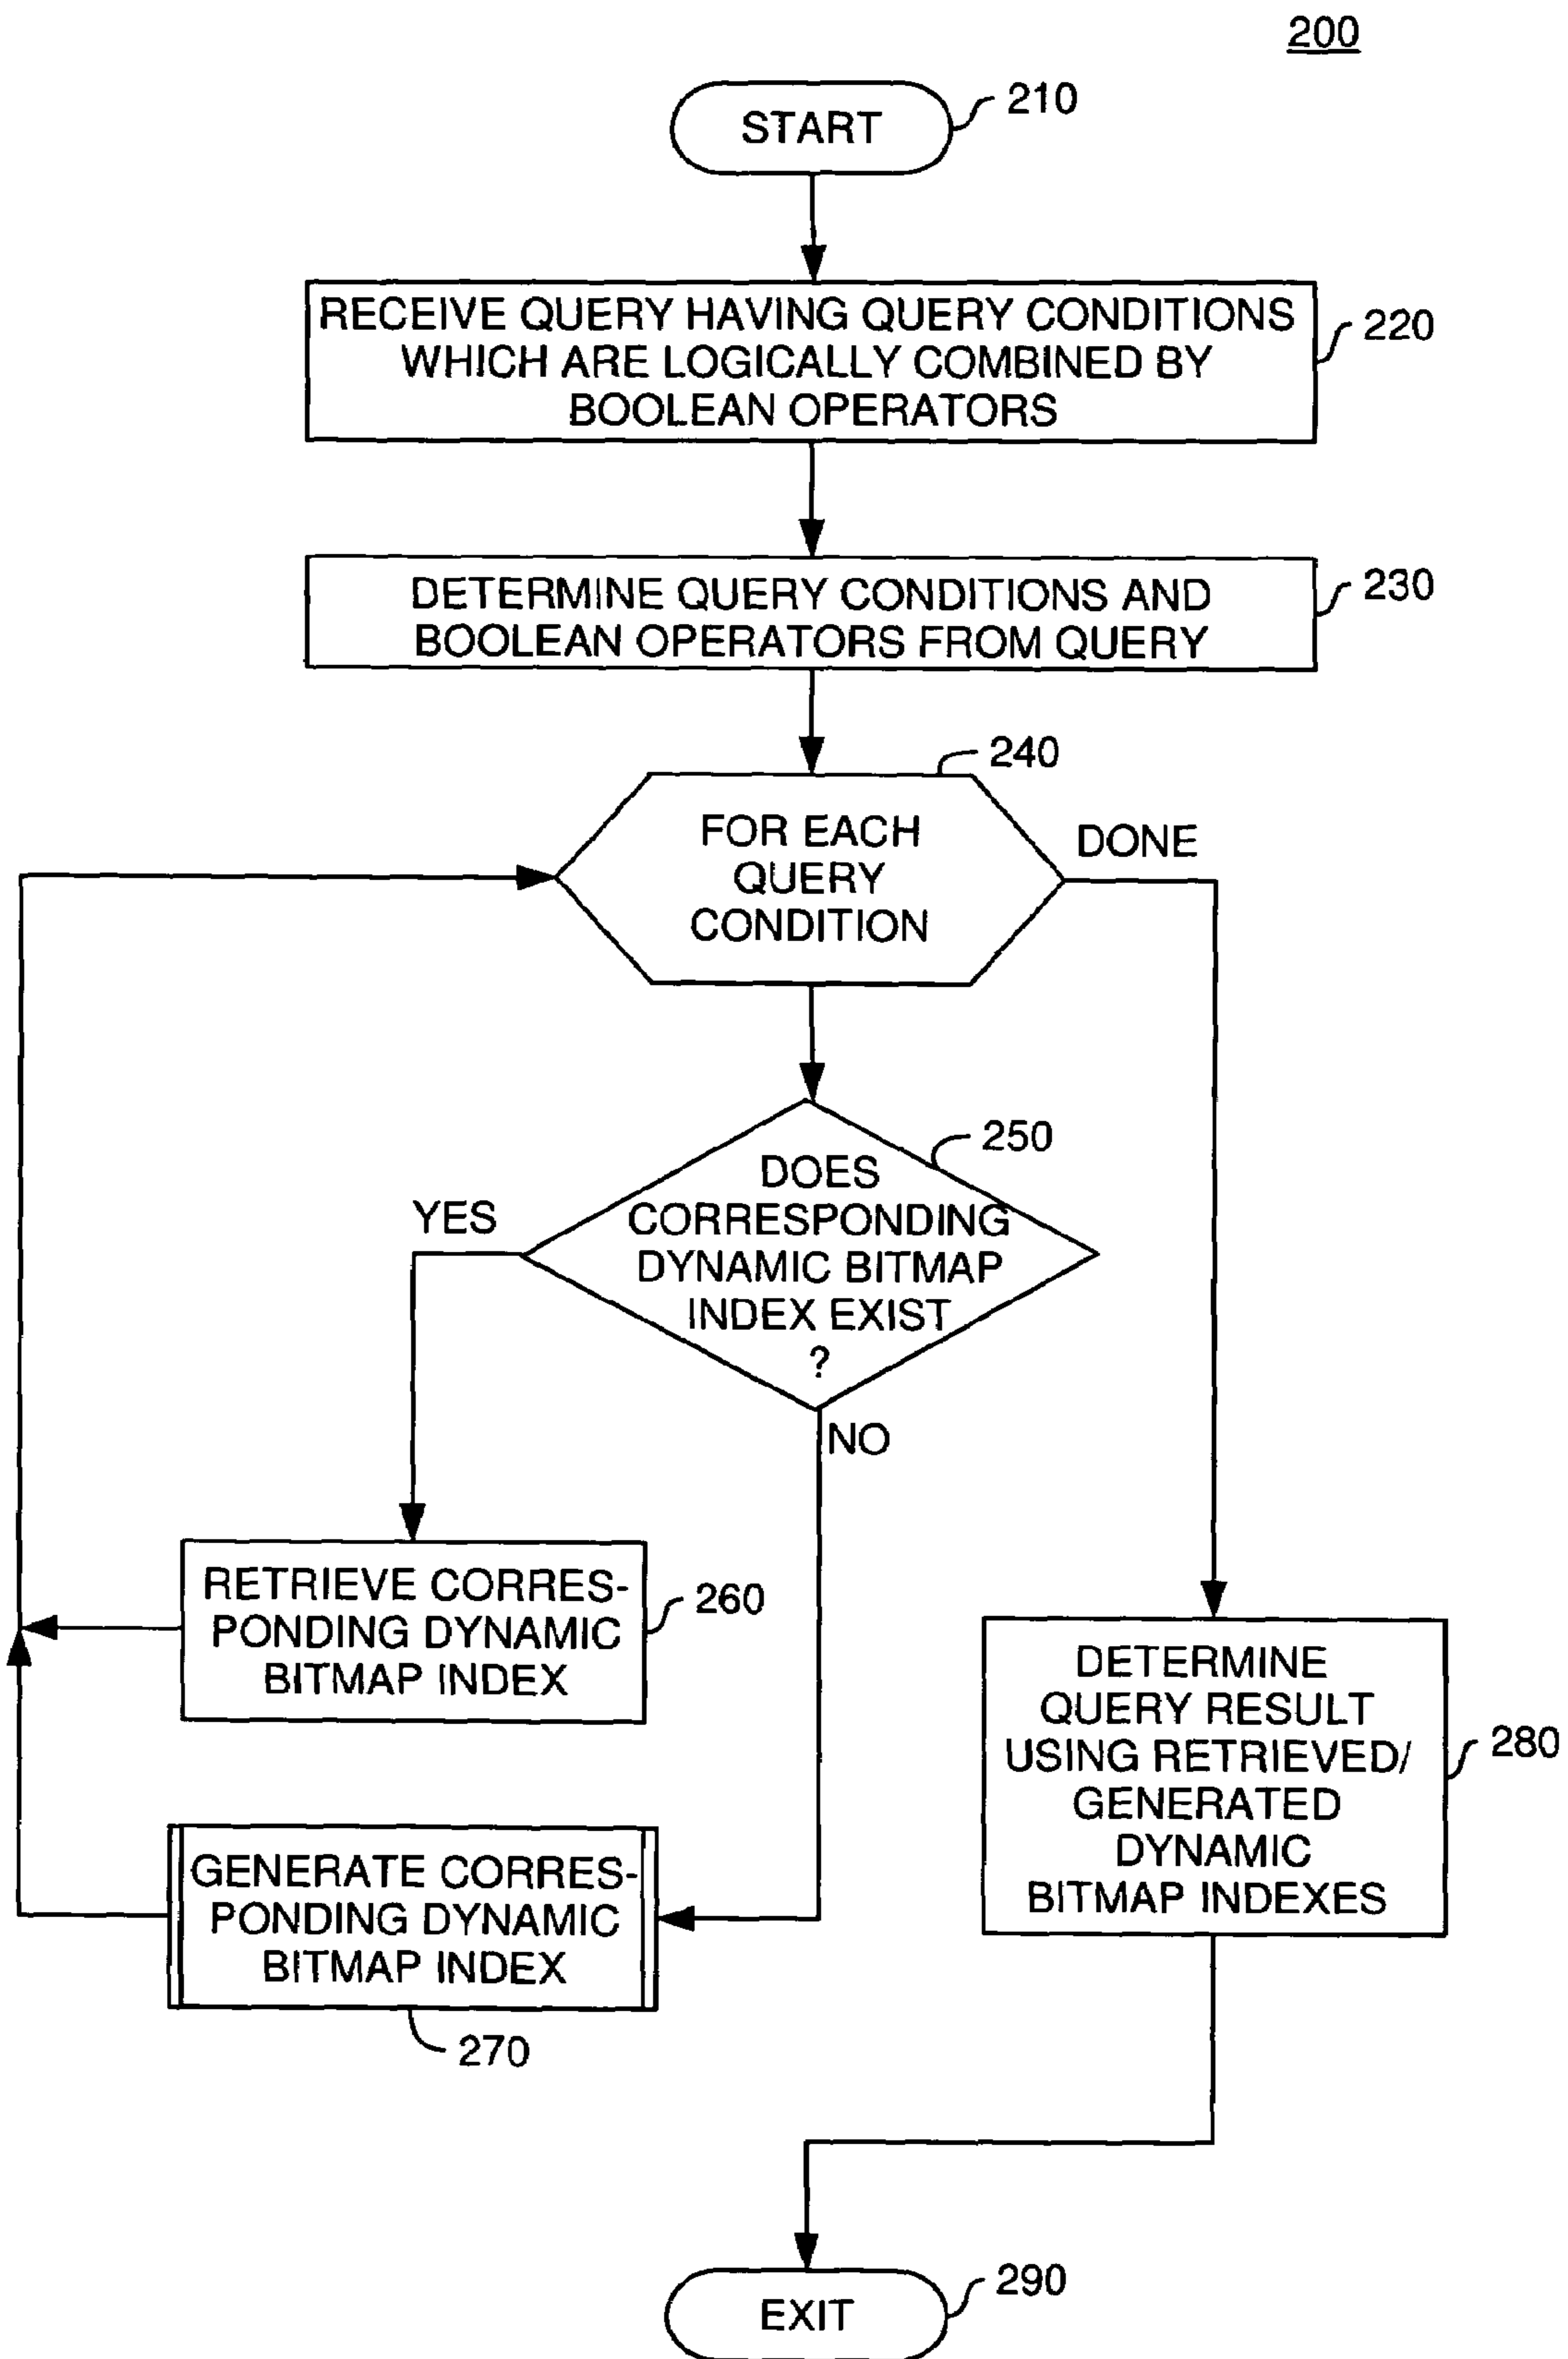 200
START
210
RECEIVE QUERY HAVING QUERY CONDITIONS
WHICH ARE LOGICALLY COMBINED BY
BOOLEAN OPERATORS
220
DETERMINE QUERY CONDITIONS AND
BOOLEAN OPERATORS FROM QUERY
230
240
FOR EACH
QUERY
CONDITION
DONE
250
DOES
CORRESPONDING
DYNAMIC BITMAP
INDEX EXIST
?
YES
NO
RETRIEVE CORRES-
PONDING DYNAMIC
BITMAP INDEX
260
GENERATE CORRES-
PONDING DYNAMIC
BITMAP INDEX
270
DETERMINE
QUERY RESULT
USING RETRIEVED/
GENERATED
DYNAMIC
BITMAP INDEXES
280
EXIT
290